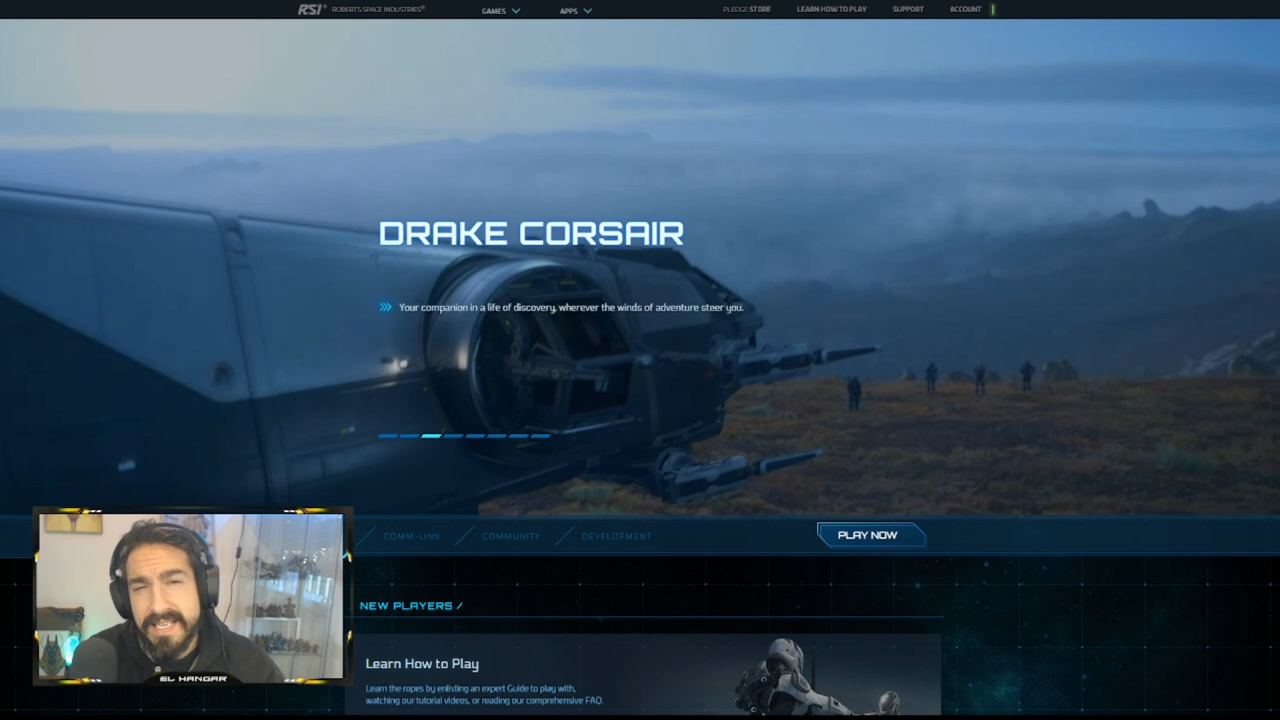 RSI® ROBERTS SPACE INDUSTRIES® GAMES APPS PLEDGE STORE LEARN HOW TO PLAY SUPPORT ACCOUNT
DRAKE CORSAIR
Your companion in a life of discovery, wherever the winds of adventure steer you.
COMM-LINK COMMUNITY DEVELOPMENT PLAY NOW
NEW PLAYERS /
Learn How to Play
Learn the ropes by enlisting an expert Guide to play with,
watching our tutorial videos, or reading our comprehensive FAQ.
EL HANGAR